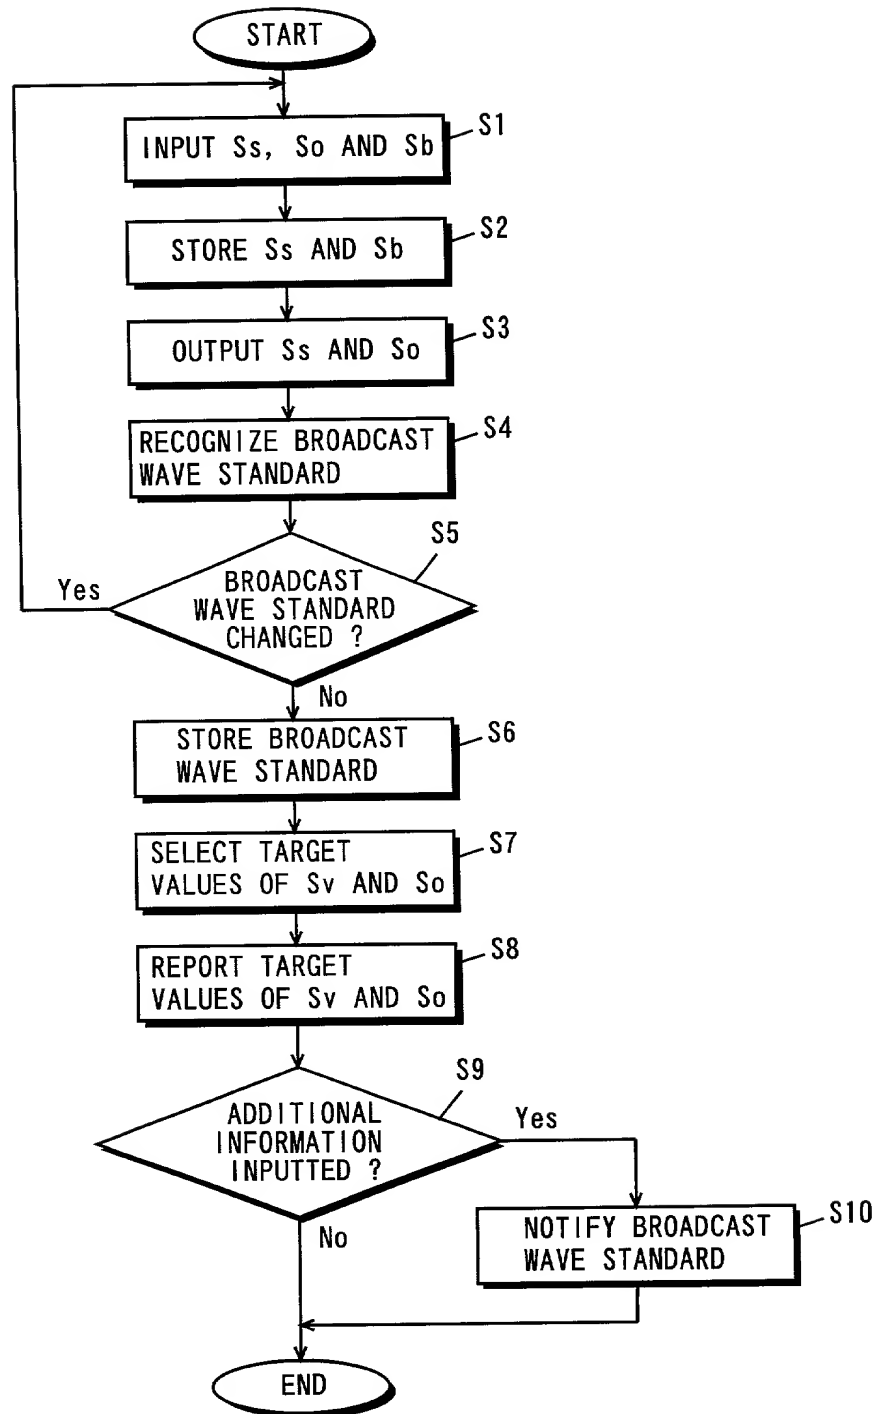 START
INPUT Ss, So AND Sb
S1
STORE Ss AND Sb
S2
OUTPUT Ss AND So
S3
RECOGNIZE BROADCAST
WAVE STANDARD
S4
S5
Yes
BROADCAST
WAVE STANDARD
CHANGED ?
No
STORE BROADCAST
WAVE STANDARD
S6
SELECT TARGET
VALUES OF Sv AND So
S7
REPORT TARGET
VALUES OF Sv AND So
S8
S9
ADDITIONAL
INFORMATION
INPUTTED ?
Yes
No
NOTIFY BROADCAST
WAVE STANDARD
S10
END